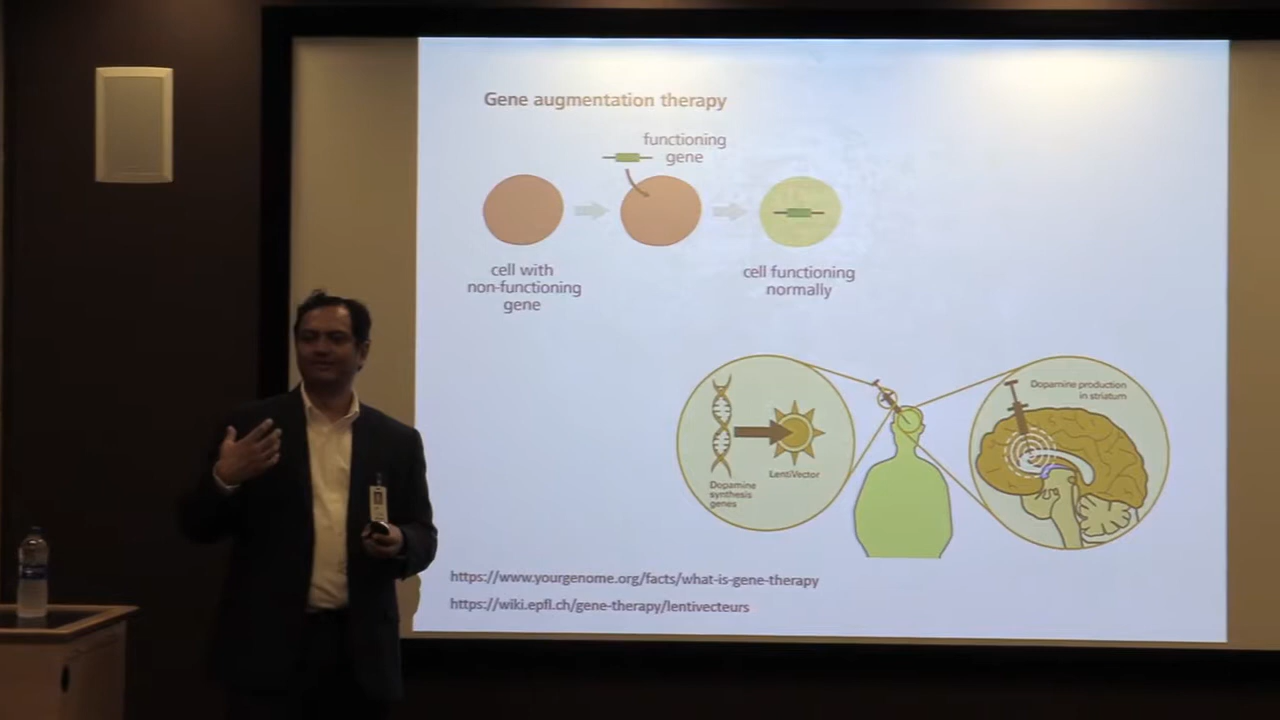 Gene augmentation therapy
functioning
gene
cell with
non-functioning
gene
cell functioning
normally
Dopamine
synthesis
genes
LentiVector
Dopamine production
in striatum
https://www.yourgenome.org/facts/what-is-gene-therapy
https://wiki.epfl.ch/gene-therapy/lentivecteurs